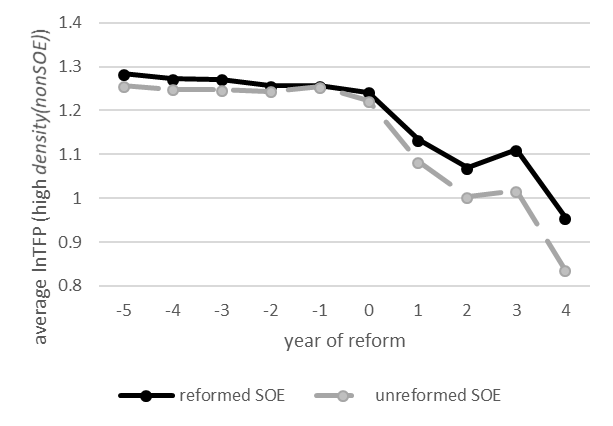 average lnTFP (high density(nonSOE))
1.4
1.3
1.2
1.1
1
0.9
0.8
-5 -4 -3 -2 -1 0 1 2 3 4
year of reform
reformed SOE unreformed SOE